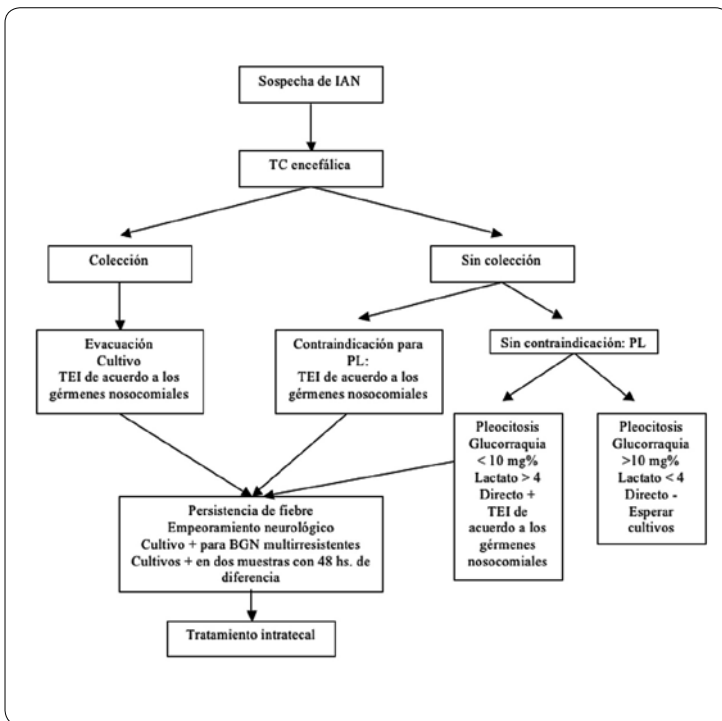 Sospecha de IAN
TC encefálica
Colección
Sin colección
Evacuación
Cultivo
TEI de acuerdo a los
gérmenes nosocomiales
Contraindicación para
PL:
TEI de acuerdo a los
gérmenes nosocomiales
Sin contraindicación: PL
Pleocitosis
Glucorraquia
< 10 mg%
Lactato > 4
Directo +
TEI de
acuerdo a los
gérmenes
nosocomiales
Pleocitosis
Glucorraquia
>10 mg%
Lactato < 4
Directo -
Esperar
cultivos
Persistencia de fiebre
Empeoramiento neurológico
Cultivo + para BGN multirresistentes
Cultivos + en dos muestras con 48 hs. de
diferencia
Tratamiento intratecal